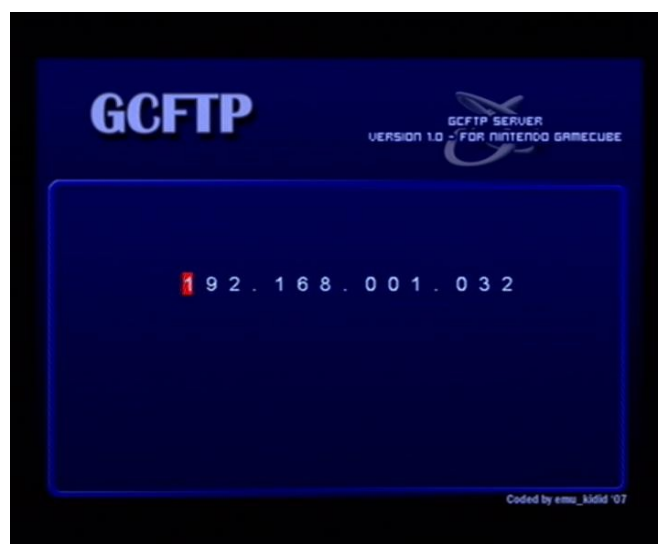 GCFTP
GCFTP SERVER
VERSION 1.0 - FOR NINTENDO GAMECUBE
192.168.001.032
Coded by emu_kidid '07